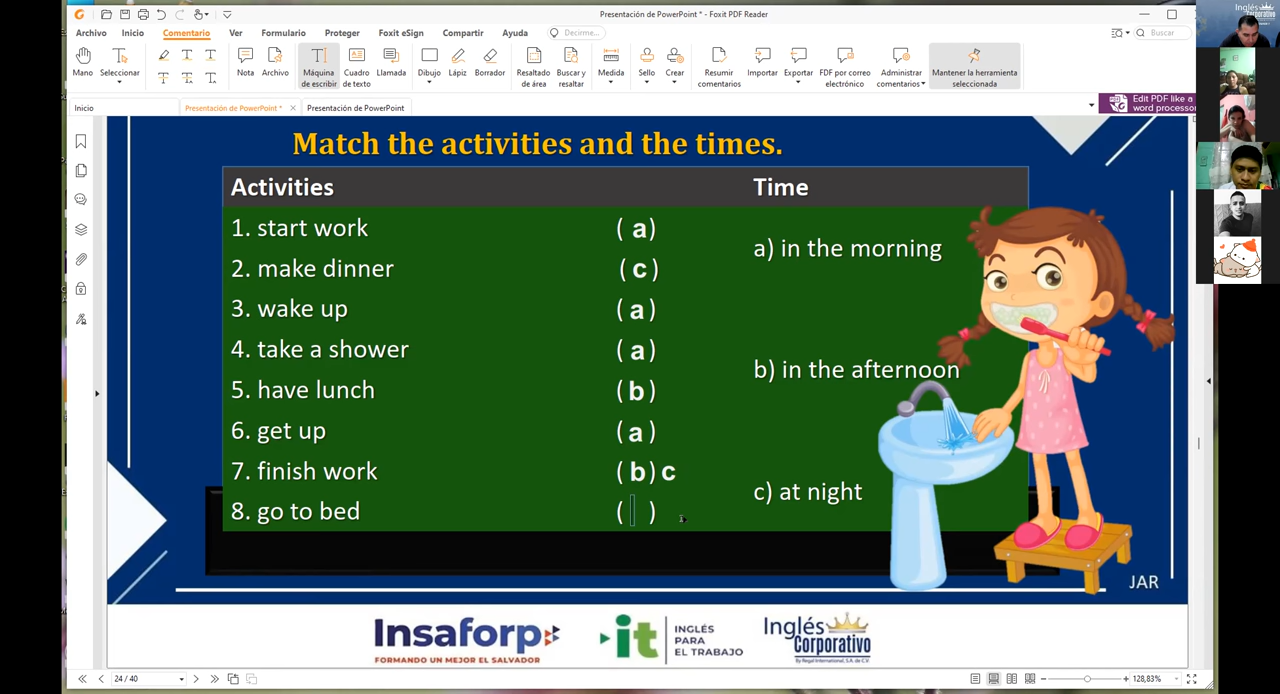 Presentación de PowerPoint * - Foxit PDF Reader
Archivo Inicio Comentario Ver Formulario Proteger Foxit eSign Compartir Ayuda Decirme... Buscar
Mano Seleccionar Nota Archivo Máquina de escribir Cuadro de texto Llamada Dibujo Lápiz Borrador Resaltado de área Buscar y resaltar Medida Sello Crear Resumir comentarios Importar Exportar FDF por correo electrónico Administrar comentarios Mantener la herramienta seleccionada
Inicio Presentación de PowerPoint * Presentación de PowerPoint
Edit PDF like a
word processor
Inglés
Corporativo
Match the activities and the times.
Activities Time
1. start work ( a)
2. make dinner ( c )
3. wake up ( a )
4. take a shower ( a )
5. have lunch ( b )
6. get up ( a )
7. finish work ( b ) c
8. go to bed ( )
a) in the morning
b) in the afternoon
c) at night
JAR
Insaforp
FORMANDO UN MEJOR EL SALVADOR
it INGLÉS
PARA
EL TRABAJO
Inglés
Corporativo
By Regal International, S.A. de C.V.
24 / 40
128,83%